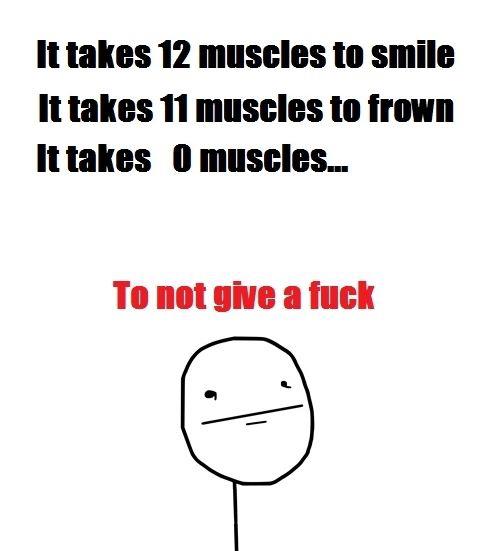 It takes 12 muscles to smile
It takes 11 muscles to frown
It takes 0 muscles...
To not give a fuck